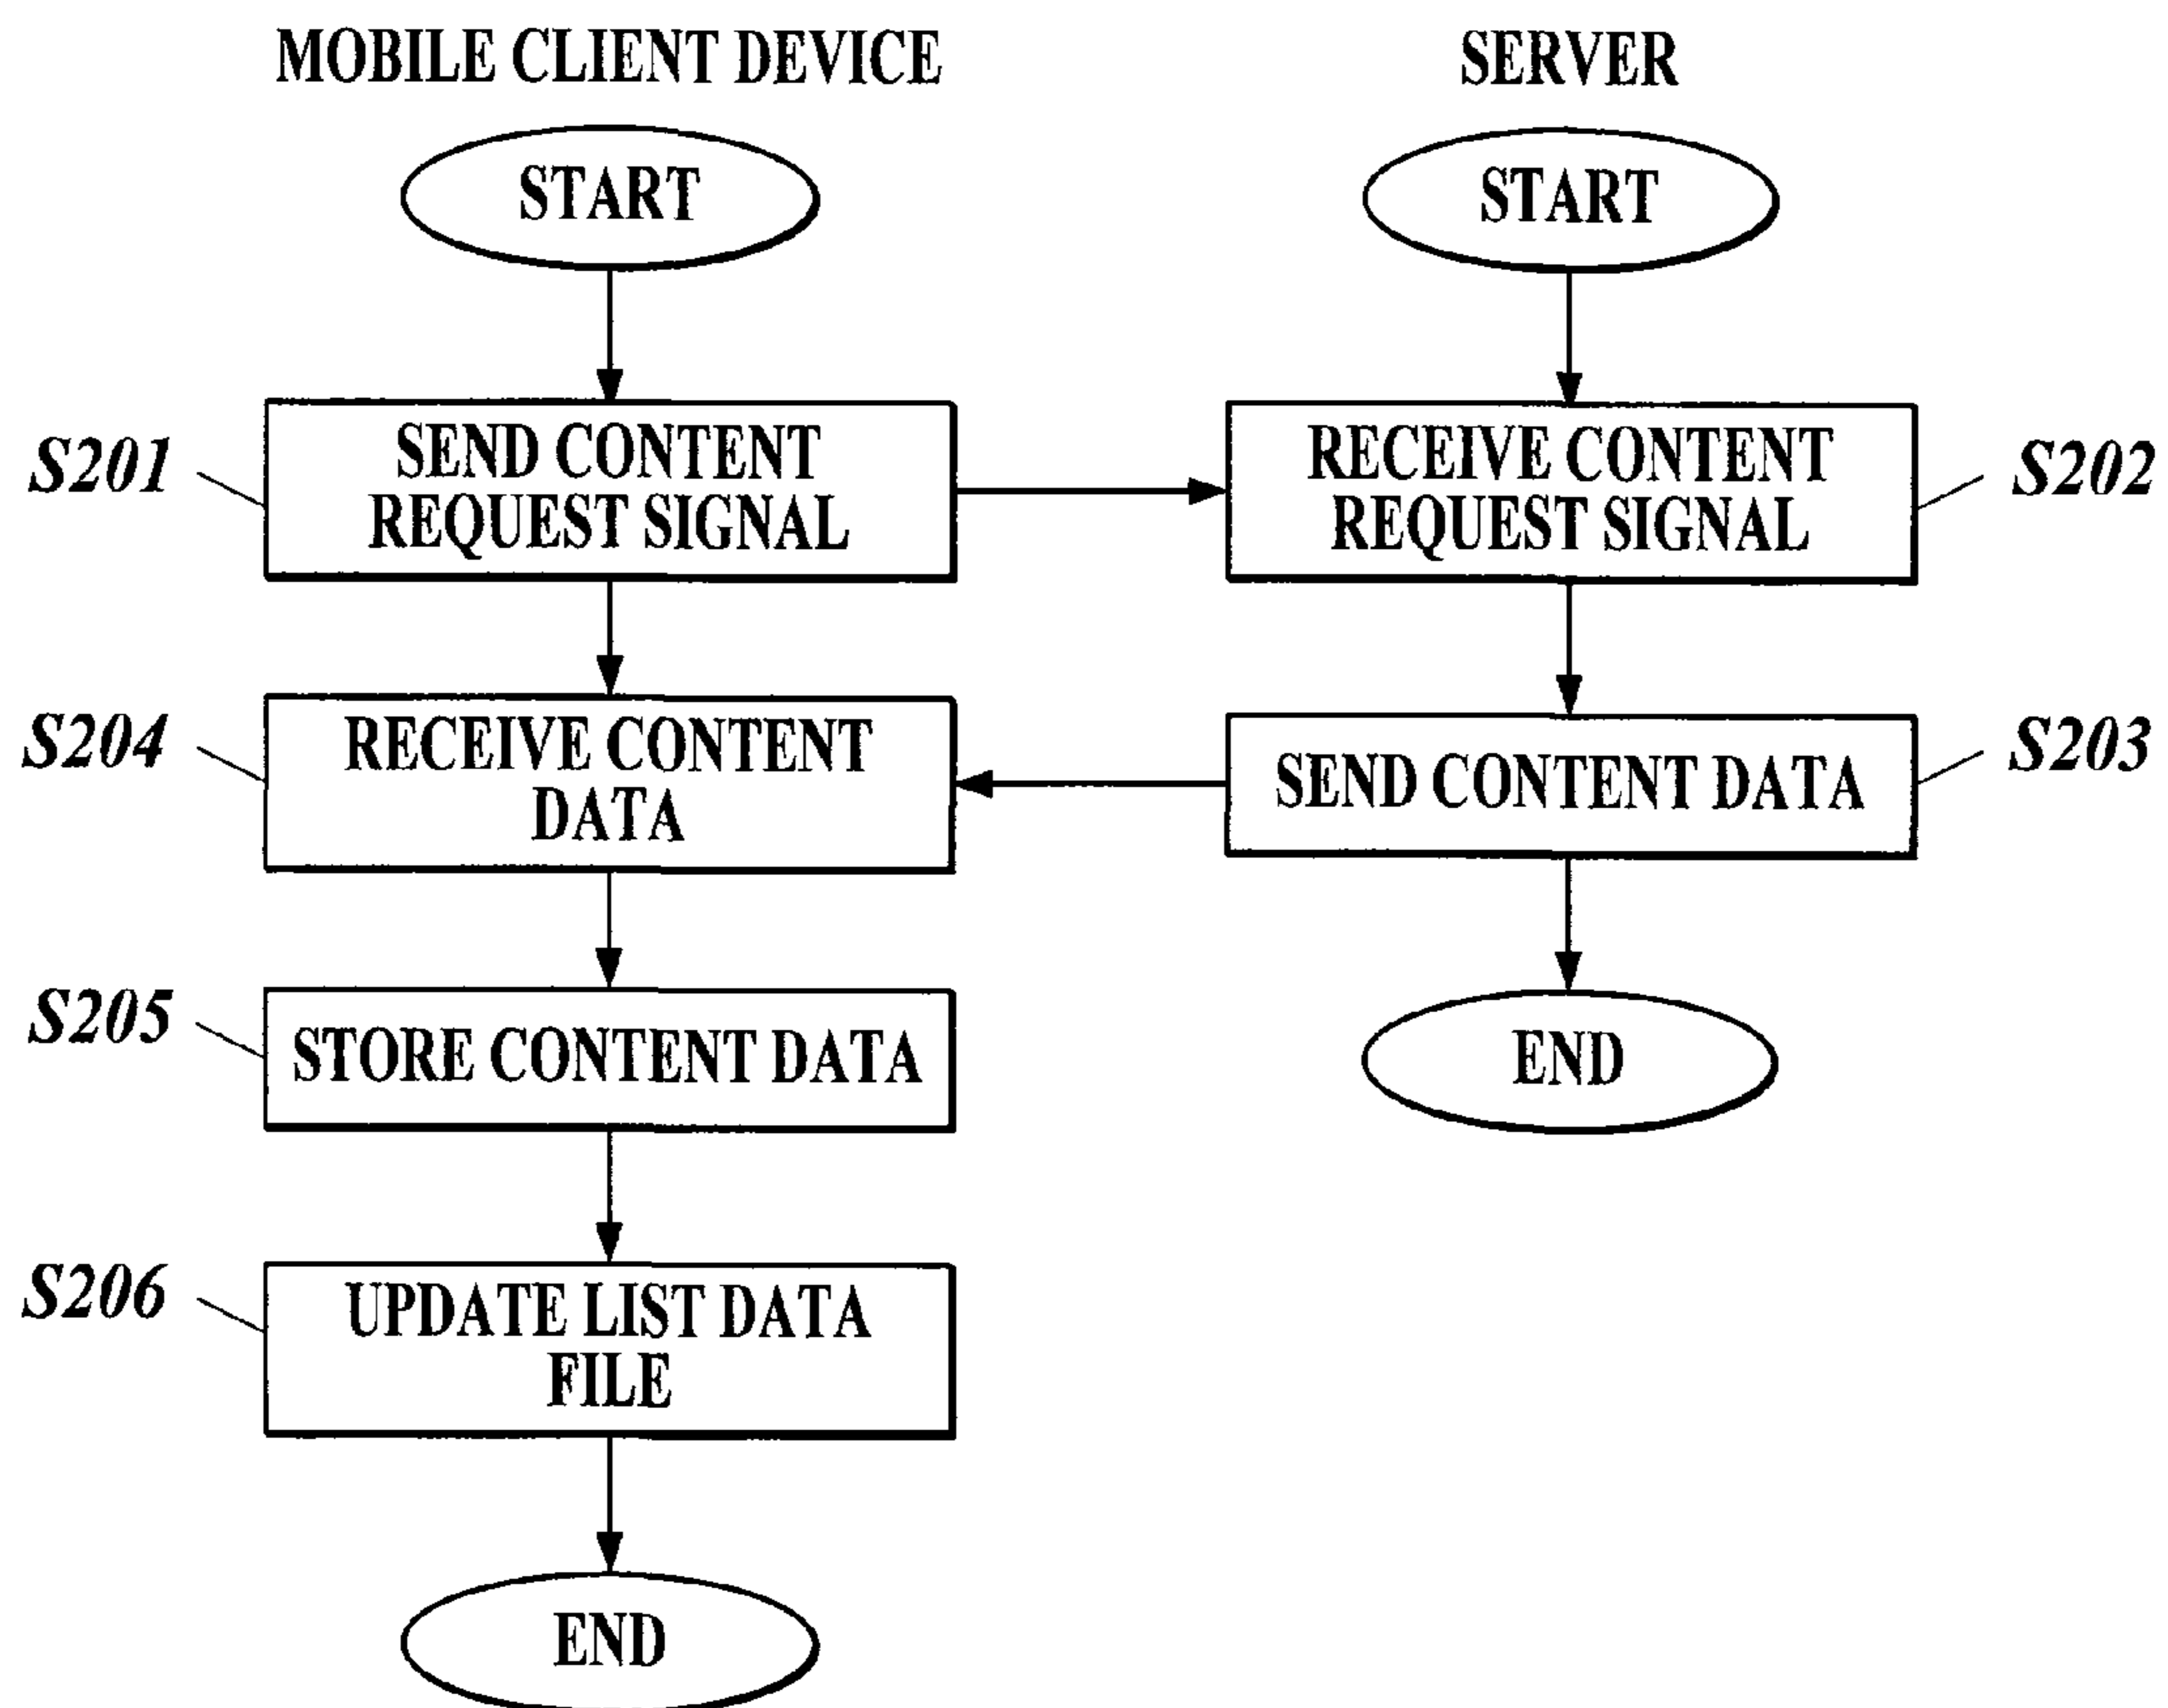 MOBILE CLIENT DEVICE
SERVER
START
START
S201
SEND CONTENT
REQUEST SIGNAL
RECEIVE CONTENT
REQUEST SIGNAL
S202
S204
RECEIVE CONTENT
DATA
SEND CONTENT DATA
S203
S205
STORE CONTENT DATA
END
S206
UPDATE LIST DATA
FILE
END